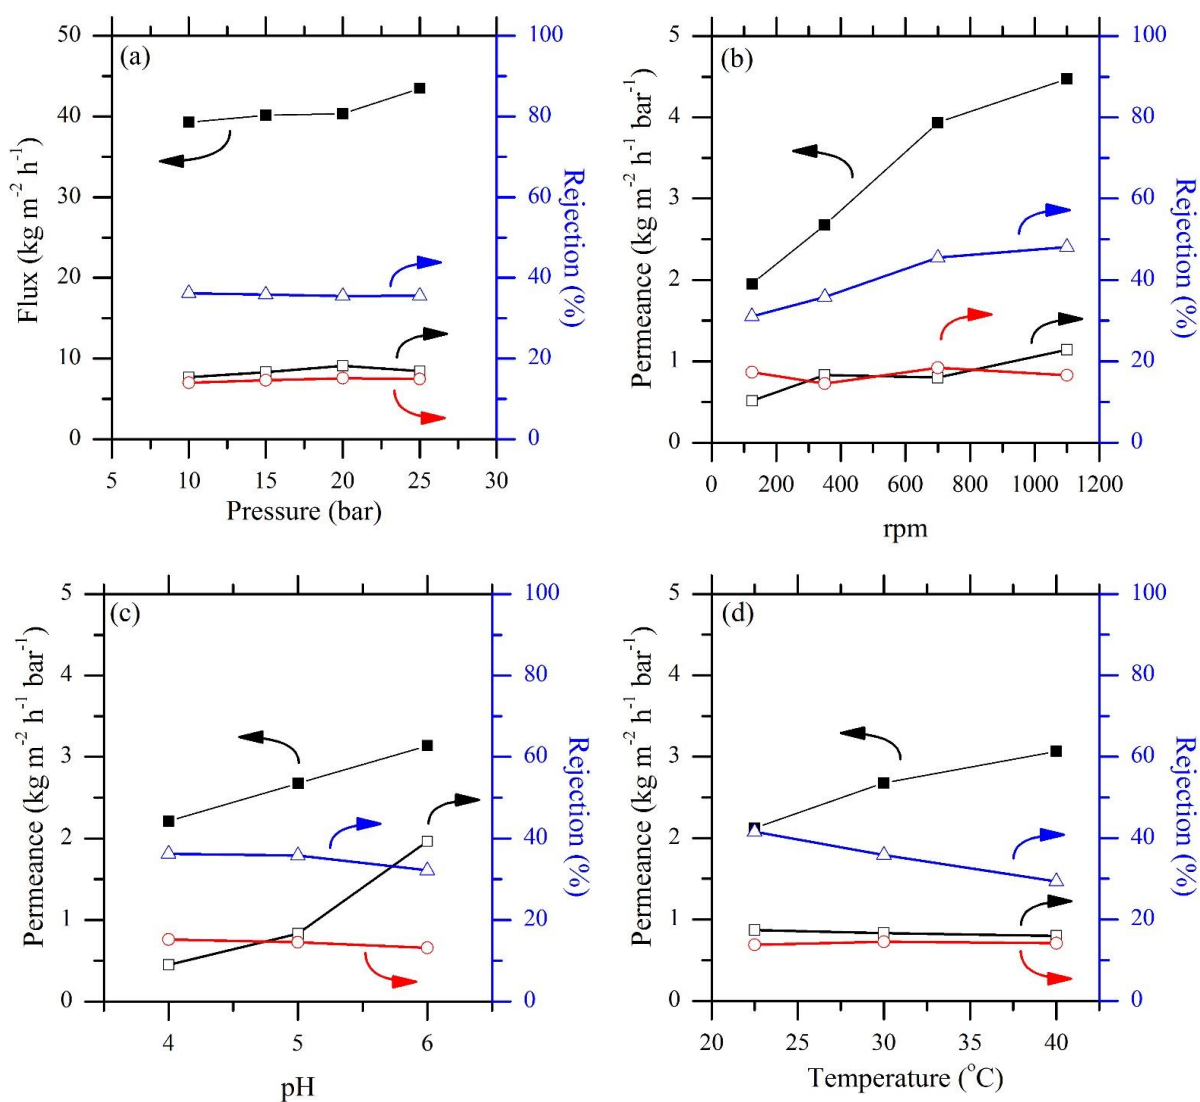 (a)
50
40
30
20
10
0
Flux (kg m⁻² h⁻¹)
100
80
60
40
20
0
Rejection (%)
5 10 15 20 25 30
Pressure (bar)
(b)
5
4
3
2
1
0
Permeance (kg m⁻² h⁻¹ bar⁻¹)
100
80
60
40
20
0
Rejection (%)
0 200 400 600 800 1000 1200
rpm
(c)
5
4
3
2
1
0
Permeance (kg m⁻² h⁻¹ bar⁻¹)
100
80
60
40
20
0
Rejection (%)
4 5 6
pH
(d)
5
4
3
2
1
0
Permeance (kg m⁻² h⁻¹ bar⁻¹)
100
80
60
40
20
0
Rejection (%)
20 25 30 35 40
Temperature (°C)